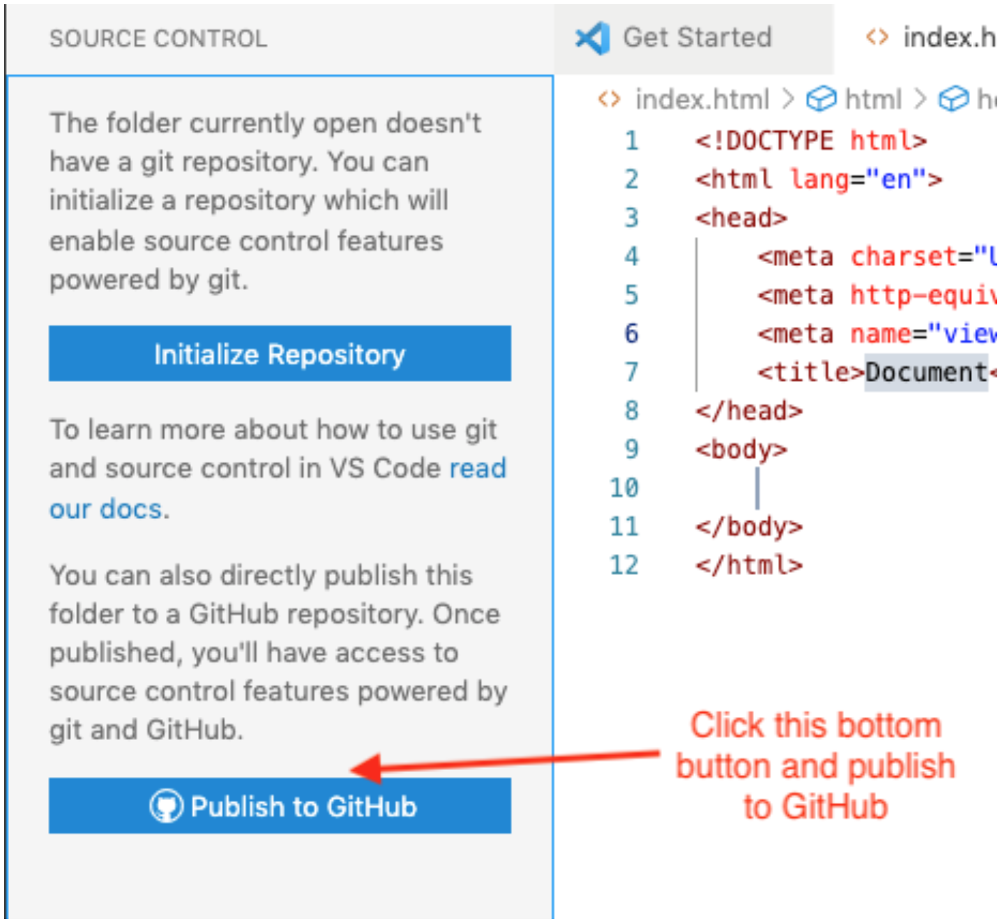 SOURCE CONTROL
The folder currently open doesn't
have a git repository. You can
initialize a repository which will
enable source control features
powered by git.
Initialize Repository
To learn more about how to use git
and source control in VS Code read
our docs.
You can also directly publish this
folder to a GitHub repository. Once
published, you'll have access to
source control features powered by
git and GitHub.
Publish to GitHub
Get Started
index.h
index.html > html > h
1 <!DOCTYPE html>
2 <html lang="en">
3 <head>
4 <meta charset="U
5 <meta http-equiv
6 <meta name="view
7 <title>Document<
8 </head>
9 <body>
10
11 </body>
12 </html>
Click this bottom
button and publish
to GitHub